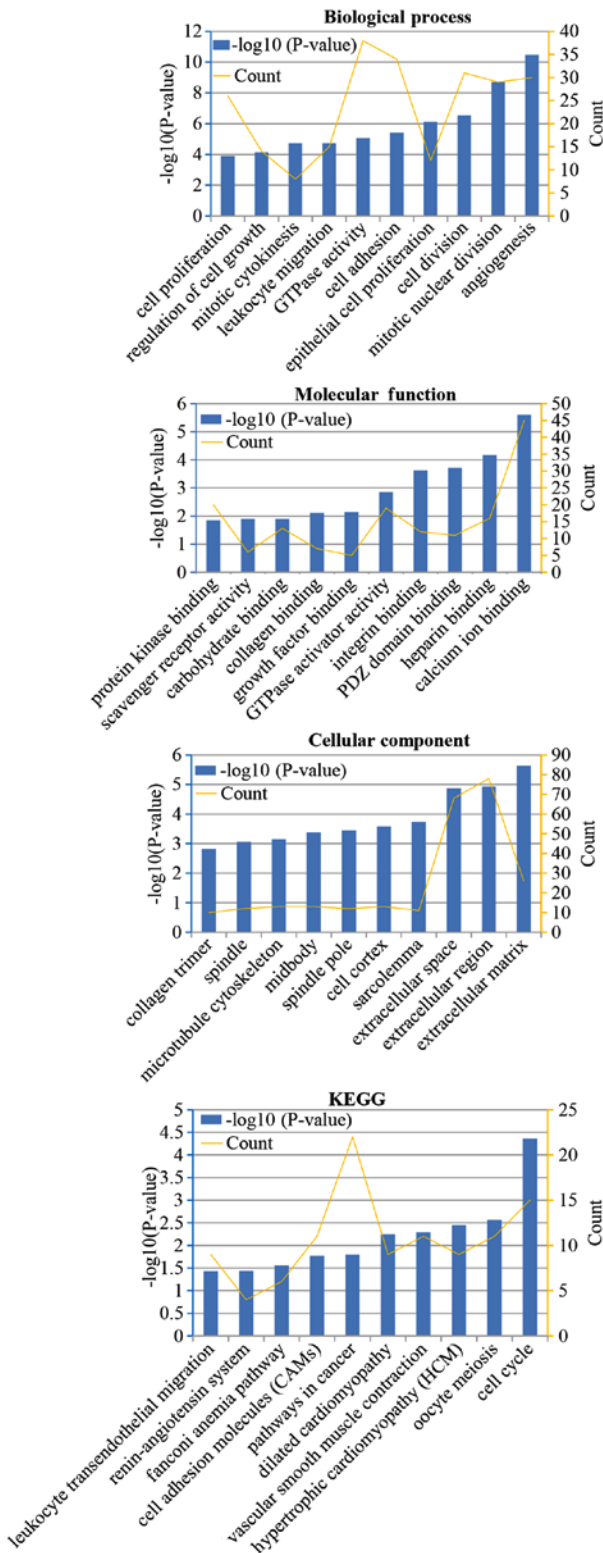 Biological process
-log10 (P-value)
Count
-log10(P-value)
12
10
8
6
4
2
0
40
35
30
25
20
15
10
5
0
Count
cell proliferation
regulation of cell growth
mitotic cytokinesis
leukocyte migration
GTPase activity
cell adhesion
epithelial cell proliferation
cell division
mitotic nuclear division
angiogenesis
Molecular function
-log10 (P-value)
Count
-log10(P-value)
6
5
4
3
2
1
0
50
45
40
35
30
25
20
15
10
5
0
Count
protein kinase binding
scavenger receptor activity
carbohydrate binding
collagen binding
growth factor binding
GTPase activator activity
integrin binding
PDZ domain binding
heparin binding
calcium ion binding
Cellular component
-log10 (P-value)
Count
-log10(P-value)
6
5
4
3
2
1
0
90
80
70
60
50
40
30
20
10
0
Count
collagen trimer
spindle
microtubule cytoskeleton
midbody
spindle pole
cell cortex
sarcolemma
extracellular space
extracellular region
extracellular matrix
KEGG
-log10 (P-value)
Count
-log10(P-value)
5
4.5
4
3.5
3
2.5
2
1.5
1
0.5
0
25
20
15
10
5
0
Count
leukocyte transendothelial migration
renin-angiotensin system
fanconi anemia pathway
cell adhesion molecules (CAMs)
pathways in cancer
dilated cardiomyopathy
vascular smooth muscle contraction
hypertrophic cardiomyopathy (HCM)
oocyte meiosis
cell cycle